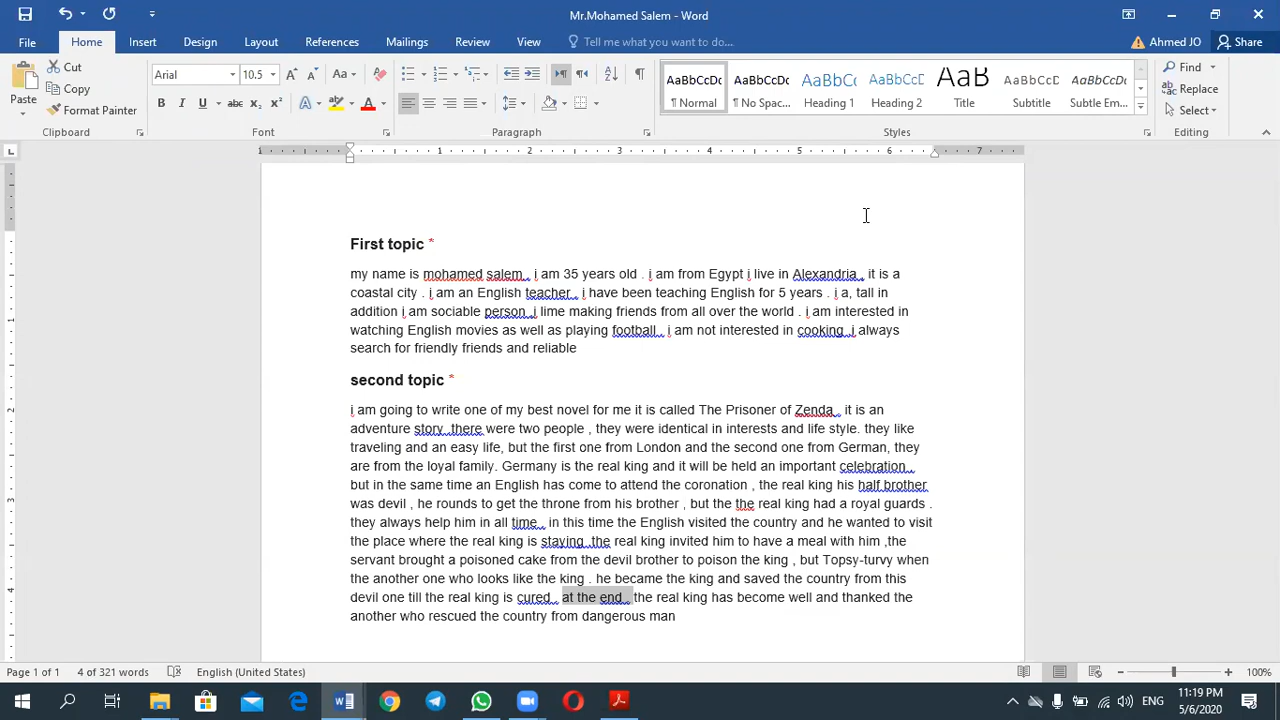 Mr.Mohamed Salem - Word
File Home Insert Design Layout References Mailings Review View Tell me what you want to do... Ahmed JO Share
Paste Cut Copy Format Painter
Clipboard
Arial 10.5
Font
Paragraph
AaBbCcDc AaBbCcDc AaBbCc AaBbCcD AaB AaBbCcD AaBbCcD
¶ Normal ¶ No Spac... Heading 1 Heading 2 Title Subtitle Subtle Em...
Styles
Find Replace Select
Editing
1 1 2 3 4 5 6 7
First topic *
my name is mohamed salem , i am 35 years old . i am from Egypt i live in Alexandria , it is a
coastal city . i am an English teacher , i have been teaching English for 5 years . i a, tall in
addition i am sociable person ,i lime making friends from all over the world . i am interested in
watching English movies as well as playing football . i am not interested in cooking ,i always
search for friendly friends and reliable
second topic *
i am going to write one of my best novel for me it is called The Prisoner of Zenda , it is an
adventure story ,there were two people , they were identical in interests and life style. they like
traveling and an easy life, but the first one from London and the second one from German, they
are from the loyal family. Germany is the real king and it will be held an important celebration ,
but in the same time an English has come to attend the coronation , the real king his half brother
was devil , he rounds to get the throne from his brother , but the the real king had a royal guards .
they always help him in all time , in this time the English visited the country and he wanted to visit
the place where the real king is staying ,the real king invited him to have a meal with him ,the
servant brought a poisoned cake from the devil brother to poison the king , but Topsy-turvy when
the another one who looks like the king . he became the king and saved the country from this
devil one till the real king is cured . at the end , the real king has become well and thanked the
another who rescued the country from dangerous man
Page 1 of 1 4 of 321 words English (United States) 100%
ENG 11:19 PM
5/6/2020